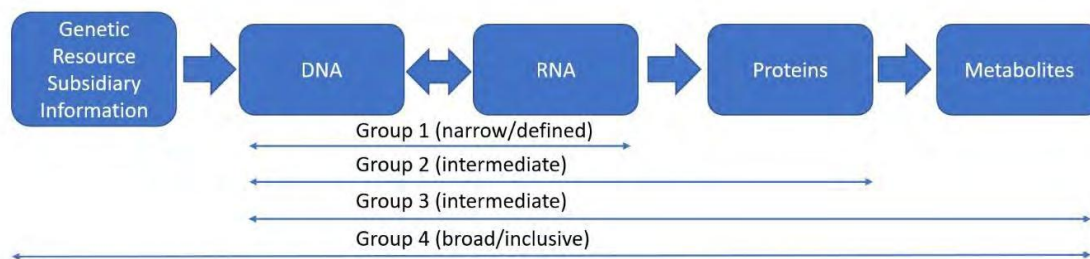 Genetic
Resource
Subsidiary
Information
DNA
RNA
Proteins
Metabolites
Group 1 (narrow/defined)
Group 2 (intermediate)
Group 3 (intermediate)
Group 4 (broad/inclusive)